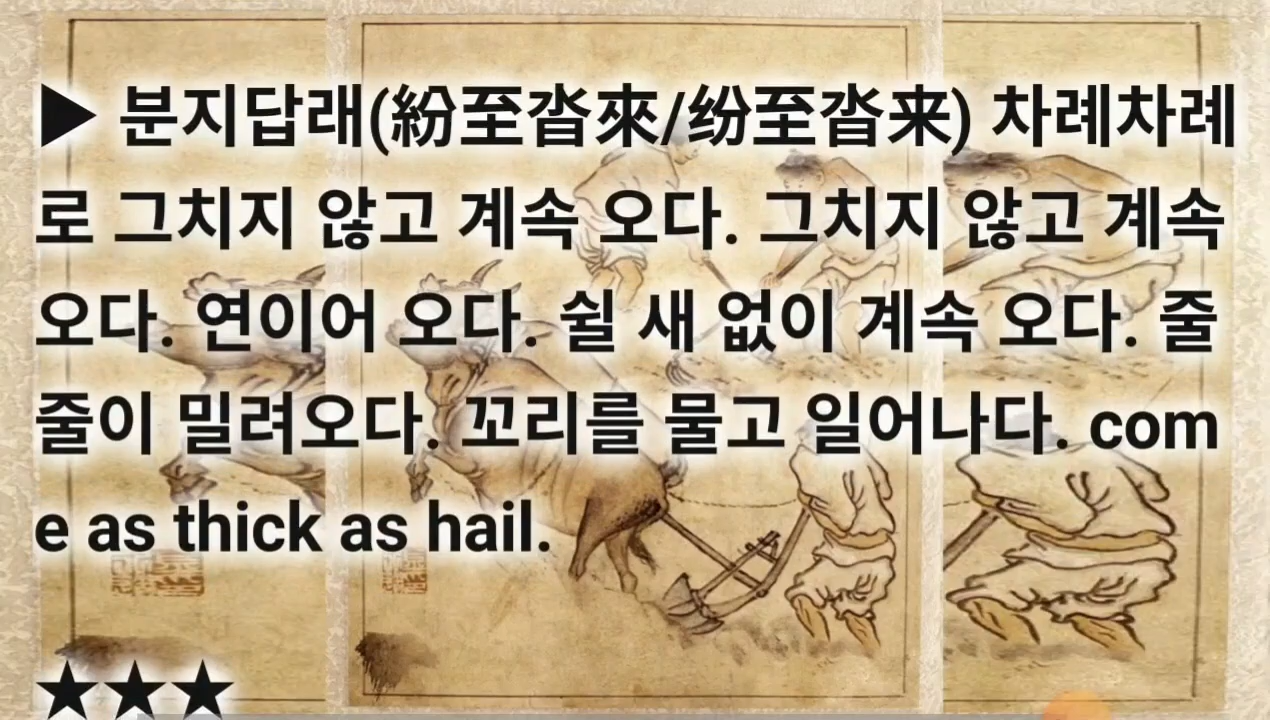 ▶ 분지답래(紛至沓來/纷至沓来) 차례차례
로 그치지 않고 계속 오다. 그치지 않고 계속
오다. 연이어 오다. 쉴 새 없이 계속 오다. 줄
줄이 밀려오다. 꼬리를 물고 일어나다. com
e as thick as hail.
★★★